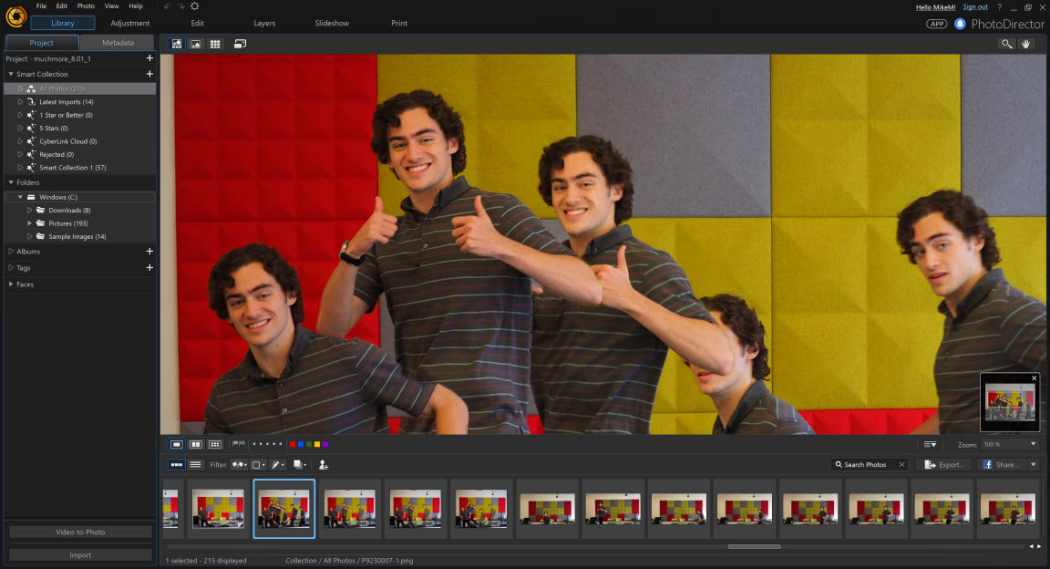 File Edit Photo View Help
Hello MikeM! Sign out ?
Library Adjustment Edit Layers Slideshow Print
APP PhotoDirector
Project Metadata
Project - muchmore_8.01_1
Smart Collection
All Photos (215)
Latest Imports (14)
1 Star or Better (0)
5 Stars (0)
CyberLink Cloud (0)
Rejected (0)
Smart Collection 1 (57)
Folders
Windows (C:)
Downloads (8)
Pictures (193)
Sample Images (14)
Albums
Tags
Faces
Zoom: 100 %
Filter: Search Photos Export... Share...
Video to Photo
Import
1 selected - 215 displayed Collection / All Photos / P9230007-1.png